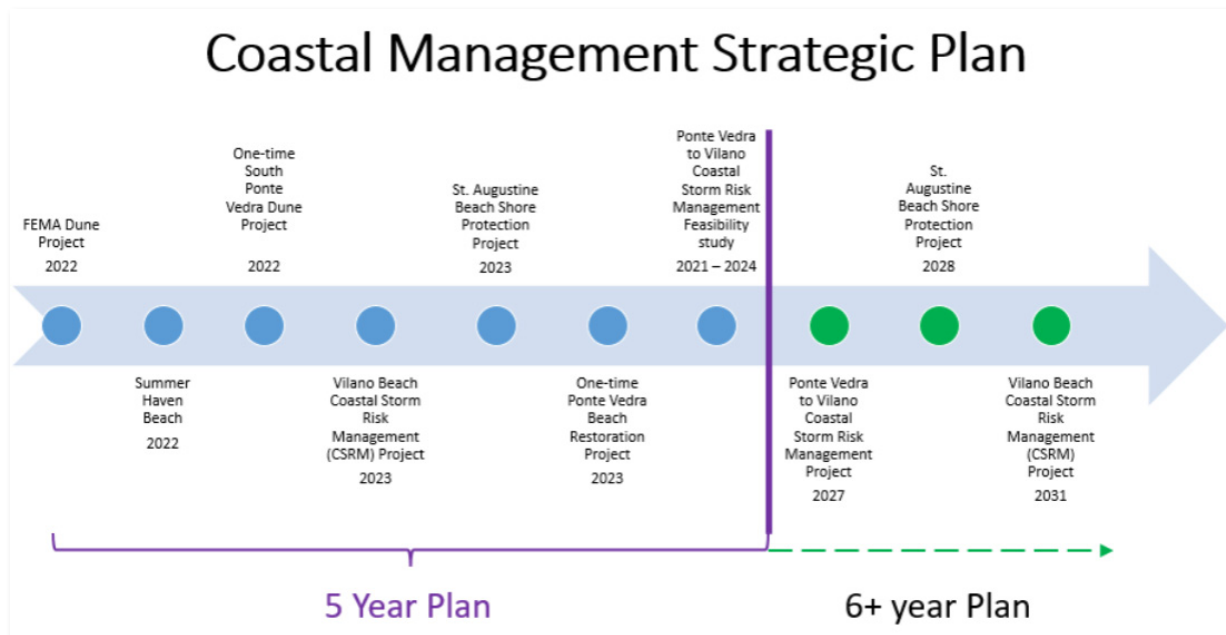 Coastal Management Strategic Plan
FEMA Dune
Project
2022
One-time
South
Ponte
Vedra Dune
Project
2022
St. Augustine
Beach Shore
Protection
Project
2023
Ponte Vedra
to Vilano
Coastal
Storm Risk
Management
Feasibility
study
2021 – 2024
St.
Augustine
Beach Shore
Protection
Project
2028
Summer
Haven
Beach
2022
Vilano Beach
Coastal Storm
Risk
Management
(CSRM) Project
2023
One-time
Ponte Vedra
Beach
Restoration
Project
2023
Ponte Vedra
to Vilano
Coastal
Storm Risk
Management
Project
2027
Vilano Beach
Coastal Storm
Risk
Management
(CSRM)
Project
2031
5 Year Plan
6+ year Plan